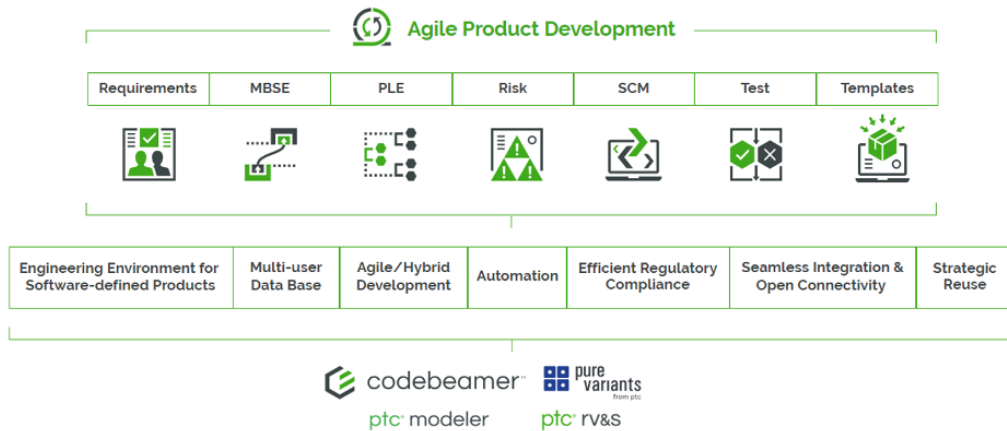 Agile Product Development
Requirements
MBSE
PLE
Risk
SCM
Test
Templates
Engineering Environment for
Software-defined Products
Multi-user
Data Base
Agile/Hybrid
Development
Automation
Efficient Regulatory
Compliance
Seamless Integration &
Open Connectivity
Strategic
Reuse
codebeamer™
pure
variants
from ptc
ptc® modeler
ptc® rv&s